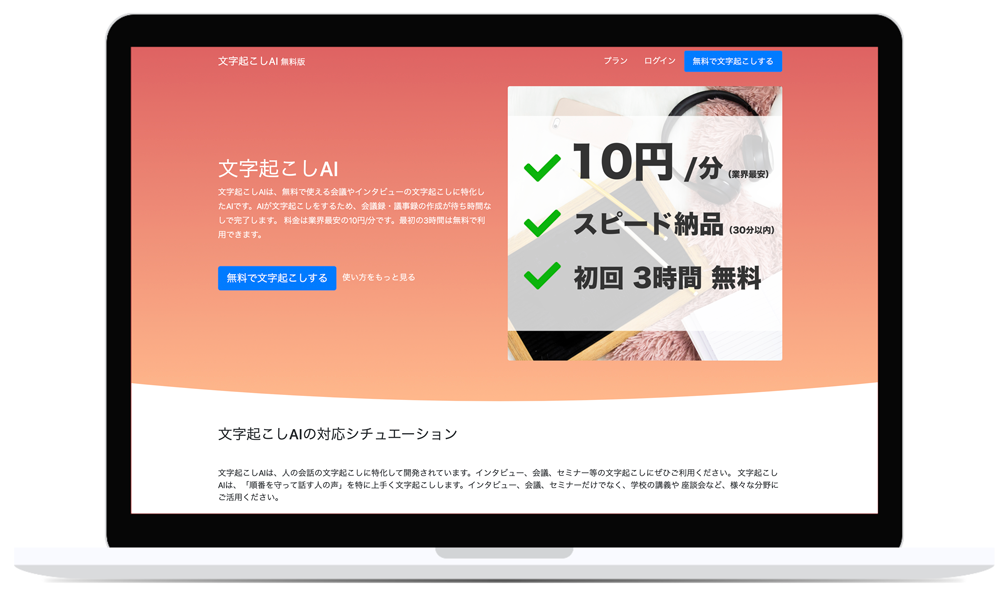 文字起こしAI 無料版
プラン ログイン 無料で文字起こしする
文字起こしAI
文字起こしAIは、無料で使える会議やインタビューの文字起こしに特化し
たAIです。AIが文字起こしをするため、会議録・議事録の作成が待ち時間な
しで完了します。 料金は業界最安の10円/分です。最初の3時間は無料で利
用できます。
無料で文字起こしする 使い方をもっと見る
10円 /分 (業界最安)
スピード納品 (30分以内)
初回 3時間 無料
文字起こしAIの対応シチュエーション
文字起こしAIは、人の会話の文字起こしに特化して開発されています。インタビュー、会議、セミナー等の文字起こしにぜひご利用ください。 文字起こし
AIは、「順番を守って話す人の声」を特に上手く文字起こしします。インタビュー、会議、セミナーだけでなく、学校の講義や 座談会など、様々な分野に
ご活用ください。